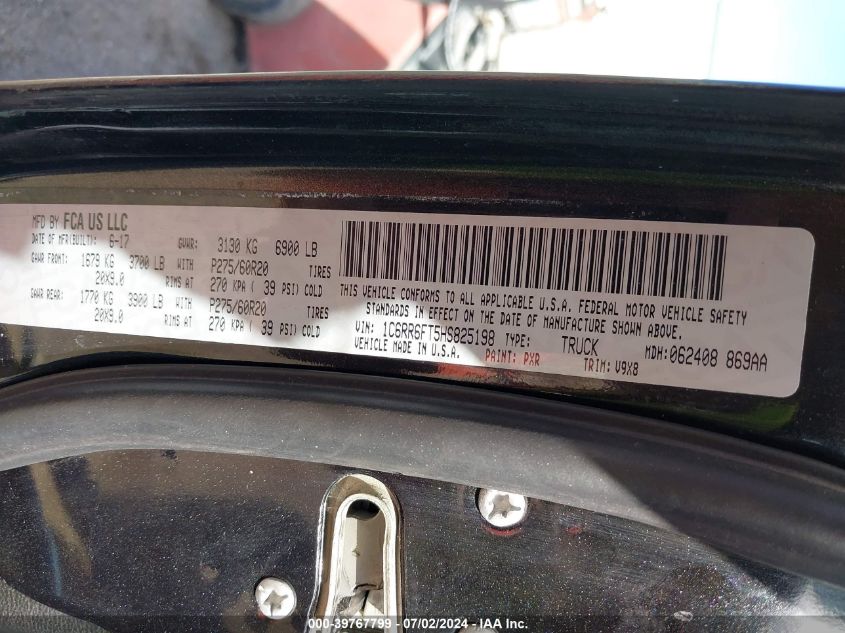 MFD BY FCA US LLC
DATE OF MFR(BUILT): 6-17 GVWR: 3130 KG 6900 LB
GAWR FRONT: 1679 KG 3700 LB WITH P275/60R20 TIRES
20X9.0 RIMS AT 270 KPA ( 39 PSI) COLD
GAWR REAR: 1770 KG 3900 LB WITH P275/60R20 TIRES
20X9.0 RIMS AT 270 KPA ( 39 PSI) COLD
THIS VEHICLE CONFORMS TO ALL APPLICABLE U.S.A. FEDERAL MOTOR VEHICLE SAFETY
STANDARDS IN EFFECT ON THE DATE OF MANUFACTURE SHOWN ABOVE.
VIN: 1C6RR6FT5HS825198 TYPE: TRUCK MDH:062408 869AA
VEHICLE MADE IN U.S.A. PAINT: PXR TRIM: V9X8
000-39767799 - 07/02/2024 - IAA Inc.